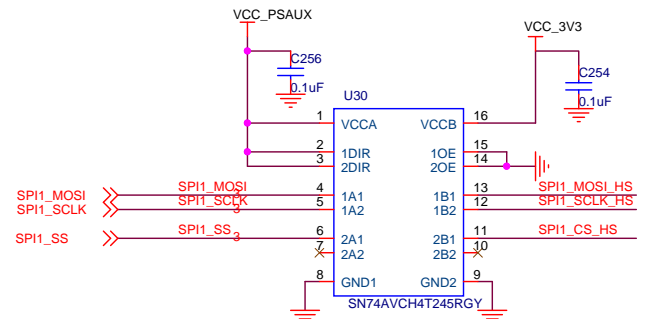 VCC_PSAUX
VCC_3V3
C256
C254
0.1uF
0.1uF
U30
1 VCCA VCCB 16
2 1DIR 1OE 15
3 2DIR 2OE 14
SPI1_MOSI SPI1_MOSI 3 4 1A1 1B1 13 SPI1_MOSI_HS
SPI1_SCLK SPI1_SCLK 3 5 1A2 1B2 12 SPI1_SCLK_HS
SPI1_SS SPI1_SS 3 6 2A1 2B1 11 SPI1_CS_HS
7 2A2 2B2 10
8 GND1 GND2 9
SN74AVCH4T245RGY